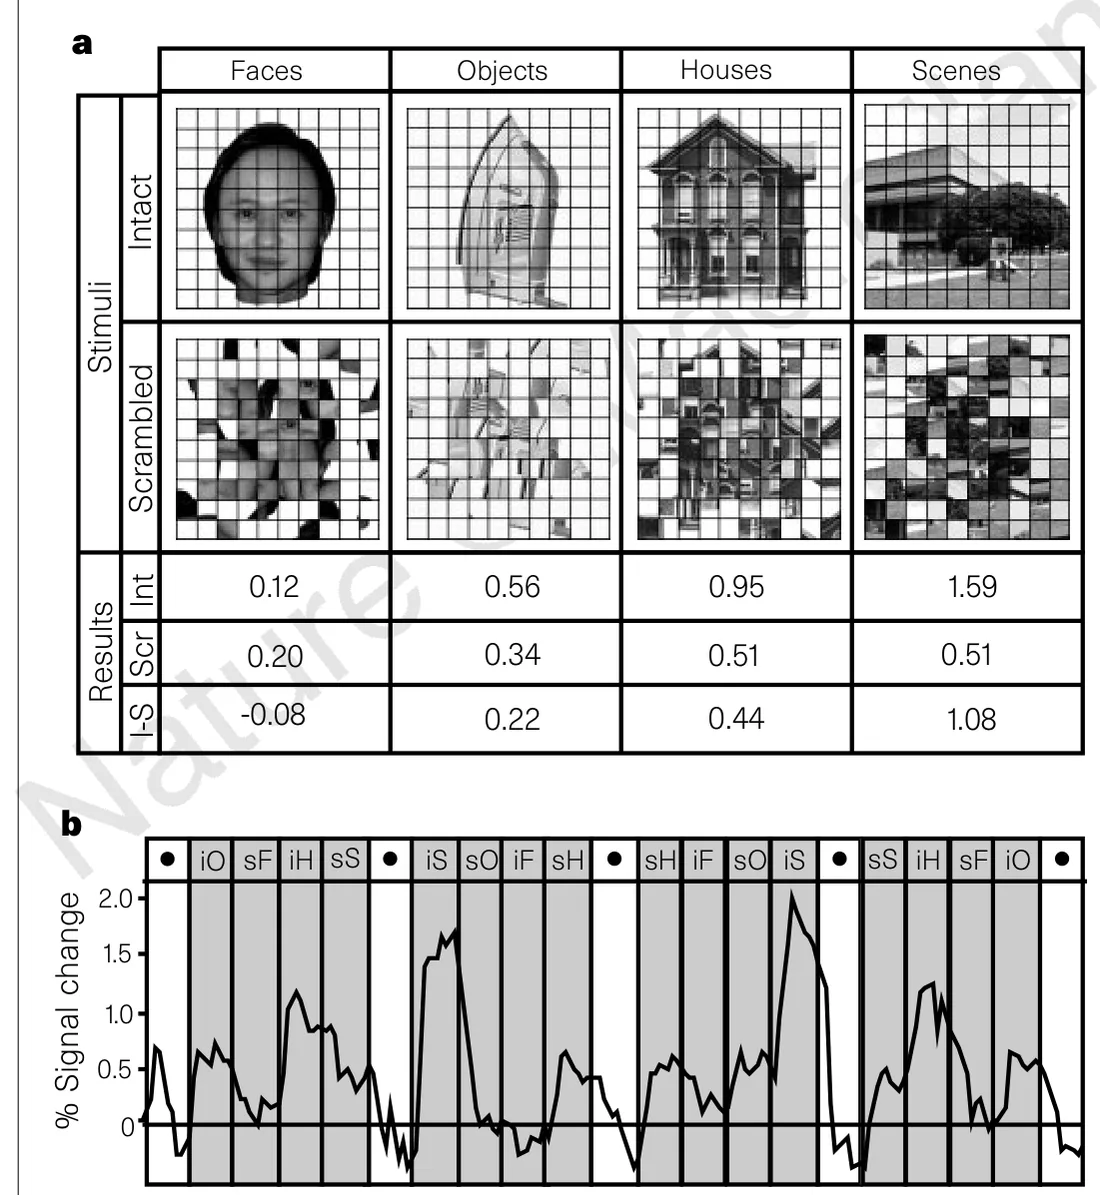 a
Faces Objects Houses Scenes
Stimuli
Intact
Scrambled
Results
Int 0.12 0.56 0.95 1.59
Scr 0.20 0.34 0.51 0.51
I-S -0.08 0.22 0.44 1.08
b
• iO sF iH sS • iS sO iF sH • sH iF sO iS • sS iH sF iO •
% Signal change
2.0
1.5
1.0
0.5
0
Nature